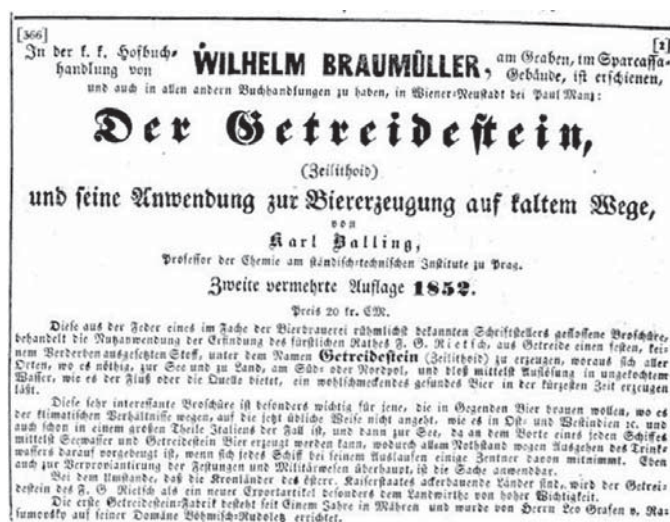 [366]
[2]
In der k. k. Hofbuch=
handlung von
WILHELM BRAUMÜLLER,
am Graben, im Sparcassa=
Gebäude, ist erschienen,
und auch in allen andern Buchhandlungen zu haben, in Wiener=Neustadt bei Paul Manz:
Der Getreidestein,
(Zeilithoid)
und seine Anwendung zur Biererzeugung auf kaltem Wege,
von
Karl Balling,
Professor der Chemie am ständisch=technischen Institute zu Prag.
Zweite vermehrte Auflage 1852.
Preis 20 kr. CM.
Diese aus der Feder eines im Fache der Bierbrauerei rühmlichst bekannten Schriftstellers geflossene Broschüre,
behandelt die Nutzanwendung der Erfindung des fürstlichen Rathes F. G. Rietsch, aus Getreide einen festen, kei=
nem Verderben ausgesetzten Stoff, unter dem Namen Getreidestein (Zeilithoid) zu erzeugen, woraus sich aller
Orten, wo es nöthig, zur See und zu Land, am Süd= oder Nordpol, und bloß mittelst Auflösung in ungekochtem
Wasser, wie es der Fluß oder die Quelle bietet, ein wohlschmeckendes gesundes Bier in der kürzesten Zeit erzeugen
läßt.
Diese sehr interessante Broschüre ist besonders wichtig für jene, die in Gegenden Bier brauen wollen, wo es
der klimatischen Verhältnisse wegen, auf die jetzt übliche Weise nicht angeht, wie es in Ost= und Westindien ꝛc. und
auch schon in einem großen Theile Italiens der Fall ist, und dann zur See, da an dem Borte eines jeden Schiffes
mittelst Seewasser und Getreidestein Bier erzeugt werden kann, wodurch allem Nothstand wegen Ausgehen des Trink=
wassers darauf vorgebeugt ist, wenn sich jedes Schiff bei seinem Auslaufen einige Zentner davon mitnimmt. Eben
auch zur Verproviantirung der Festungen und Militärwesen überhaupt, ist die Sache anwendbar.
Bei dem Umstande, daß die Kronländer des österr. Kaiserstaates ackerbauende Länder sind, wird der Getrei=
destein des F. G. Rietsch als ein neuer Exportartikel besonders dem Landwirthe von hoher Wichtigkeit.
Die erste Getreidestein=Fabrik besteht seit Einem Jahre in Mähren und wurde von Leo Grafen v. Ra=
sumovsky auf seiner Domäne Böhmisch=Rudoletz errichtet.